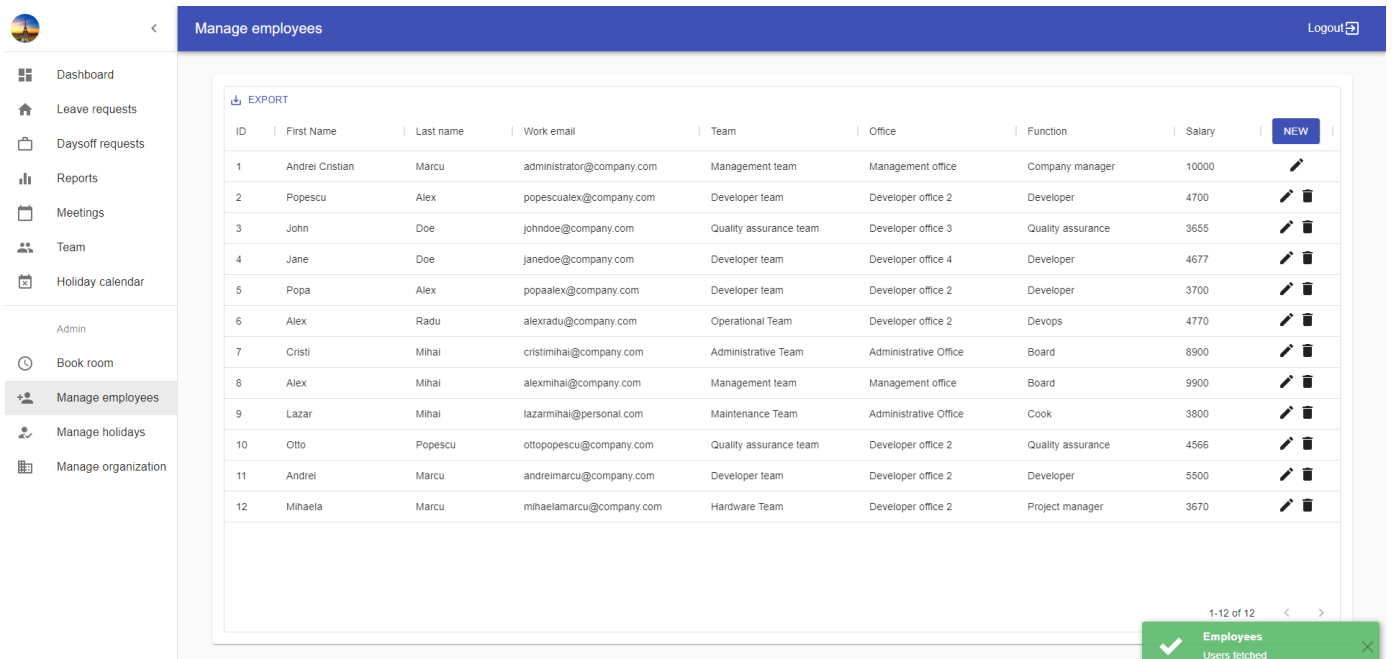 Manage employees
Logout
Dashboard
Leave requests
Daysoff requests
Reports
Meetings
Team
Holiday calendar
Admin
Book room
Manage employees
Manage holidays
Manage organization
EXPORT
ID First Name Last name Work email Team Office Function Salary NEW
1 Andrei Cristian Marcu administrator@company.com Management team Management office Company manager 10000
2 Popescu Alex popescualex@company.com Developer team Developer office 2 Developer 4700
3 John Doe johndoe@company.com Quality assurance team Developer office 3 Quality assurance 3655
4 Jane Doe janedoe@company.com Developer team Developer office 4 Developer 4677
5 Popa Alex popaalex@company.com Developer team Developer office 2 Developer 3700
6 Alex Radu alexradu@company.com Operational Team Developer office 2 Devops 4770
7 Cristi Mihai cristimihai@company.com Administrative Team Administrative Office Board 8900
8 Alex Mihai alexmihai@company.com Management team Management office Board 9900
9 Lazar Mihai lazarmihai@personal.com Maintenance Team Administrative Office Cook 3800
10 Otto Popescu ottopopescu@company.com Quality assurance team Developer office 2 Quality assurance 4566
11 Andrei Marcu andreimarcu@company.com Developer team Developer office 2 Developer 5500
12 Mihaela Marcu mihaelamarcu@company.com Hardware Team Developer office 2 Project manager 3670
1-12 of 12
Employees
Users fetched